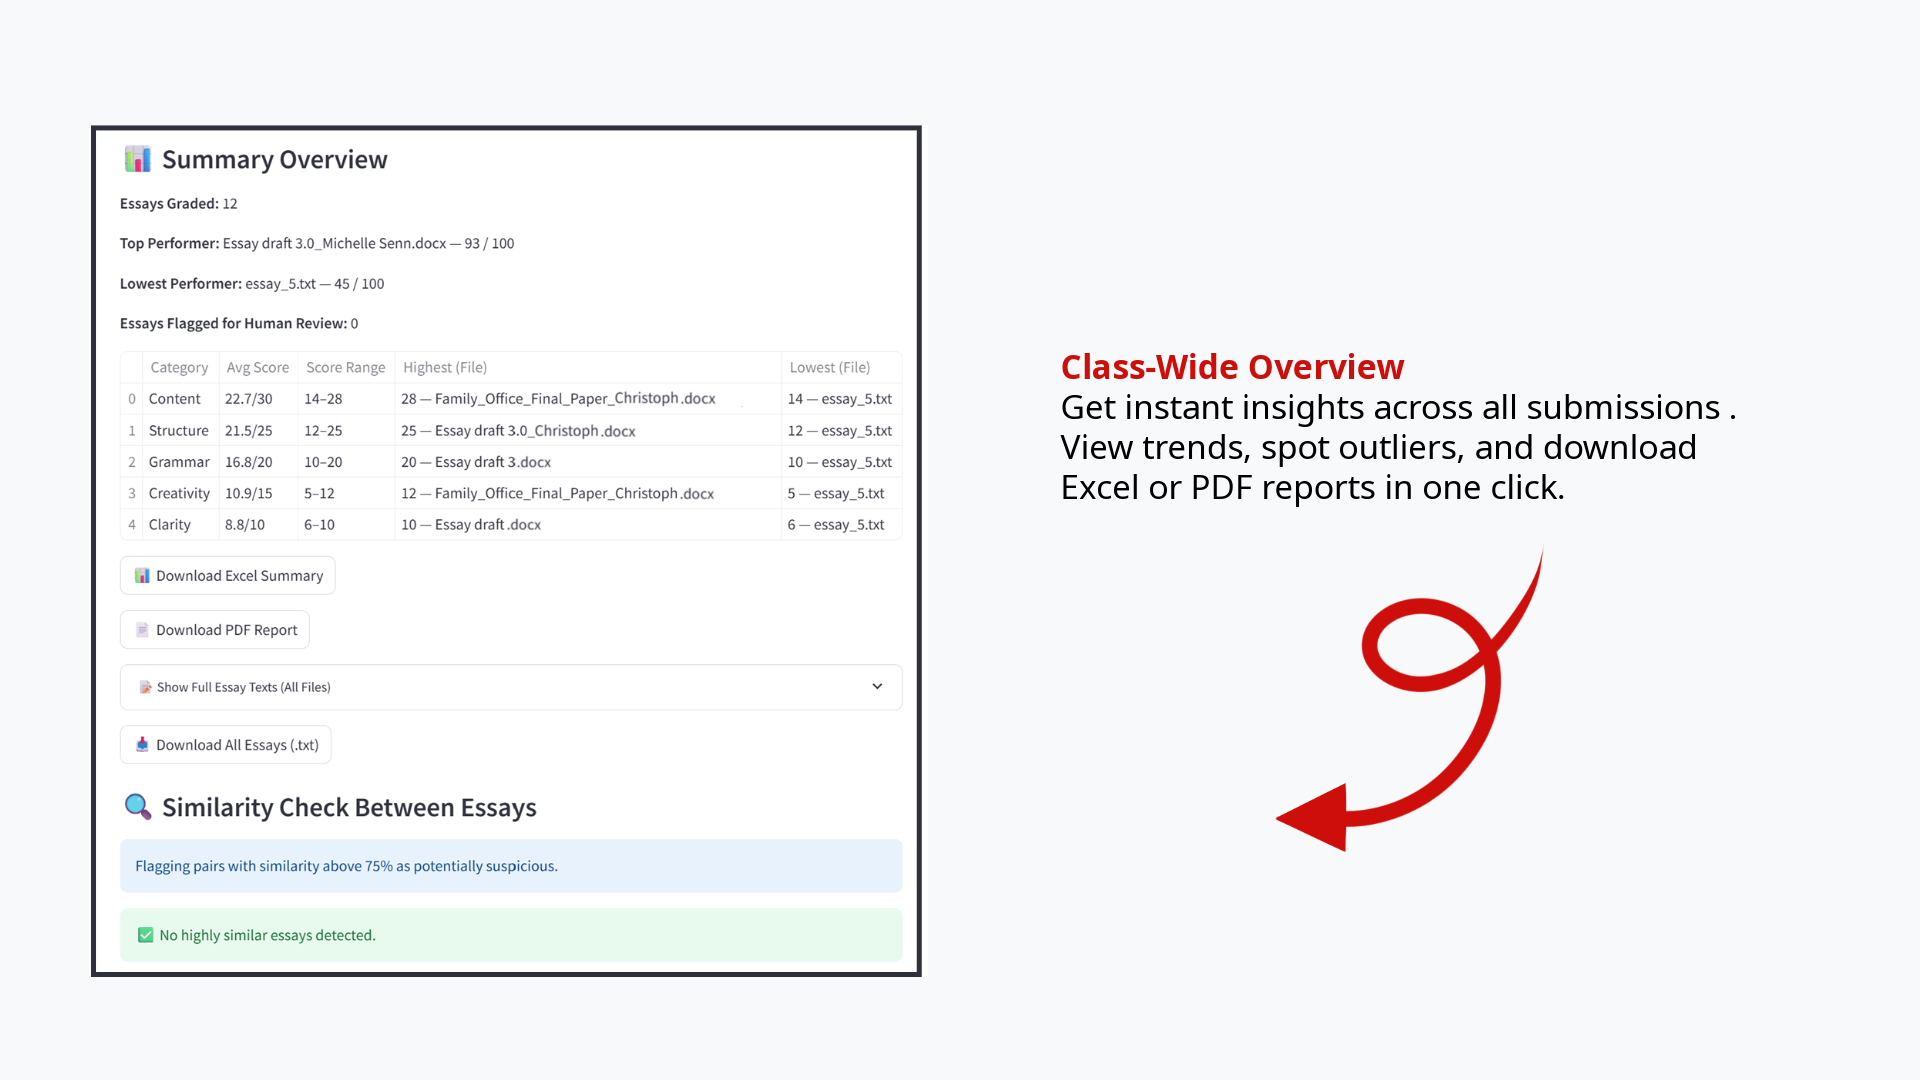 Summary Overview
Essays Graded: 12
Top Performer: Essay draft 3.0_Michelle Senn.docx — 93 / 100
Lowest Performer: essay_5.txt — 45 / 100
Essays Flagged for Human Review: 0
Category Avg Score Score Range Highest (File) Lowest (File)
0 Content 22.7/30 14–28 28 — Family_Office_Final_Paper_Christoph.docx 14 — essay_5.txt
1 Structure 21.5/25 12–25 25 — Essay draft 3.0_Christoph.docx 12 — essay_5.txt
2 Grammar 16.8/20 10–20 20 — Essay draft 3.docx 10 — essay_5.txt
3 Creativity 10.9/15 5–12 12 — Family_Office_Final_Paper_Christoph.docx 5 — essay_5.txt
4 Clarity 8.8/10 6–10 10 — Essay draft.docx 6 — essay_5.txt
Download Excel Summary
Download PDF Report
Show Full Essay Texts (All Files)
Download All Essays (.txt)
Similarity Check Between Essays
Flagging pairs with similarity above 75% as potentially suspicious.
No highly similar essays detected.
Class-Wide Overview
Get instant insights across all submissions .
View trends, spot outliers, and download
Excel or PDF reports in one click.